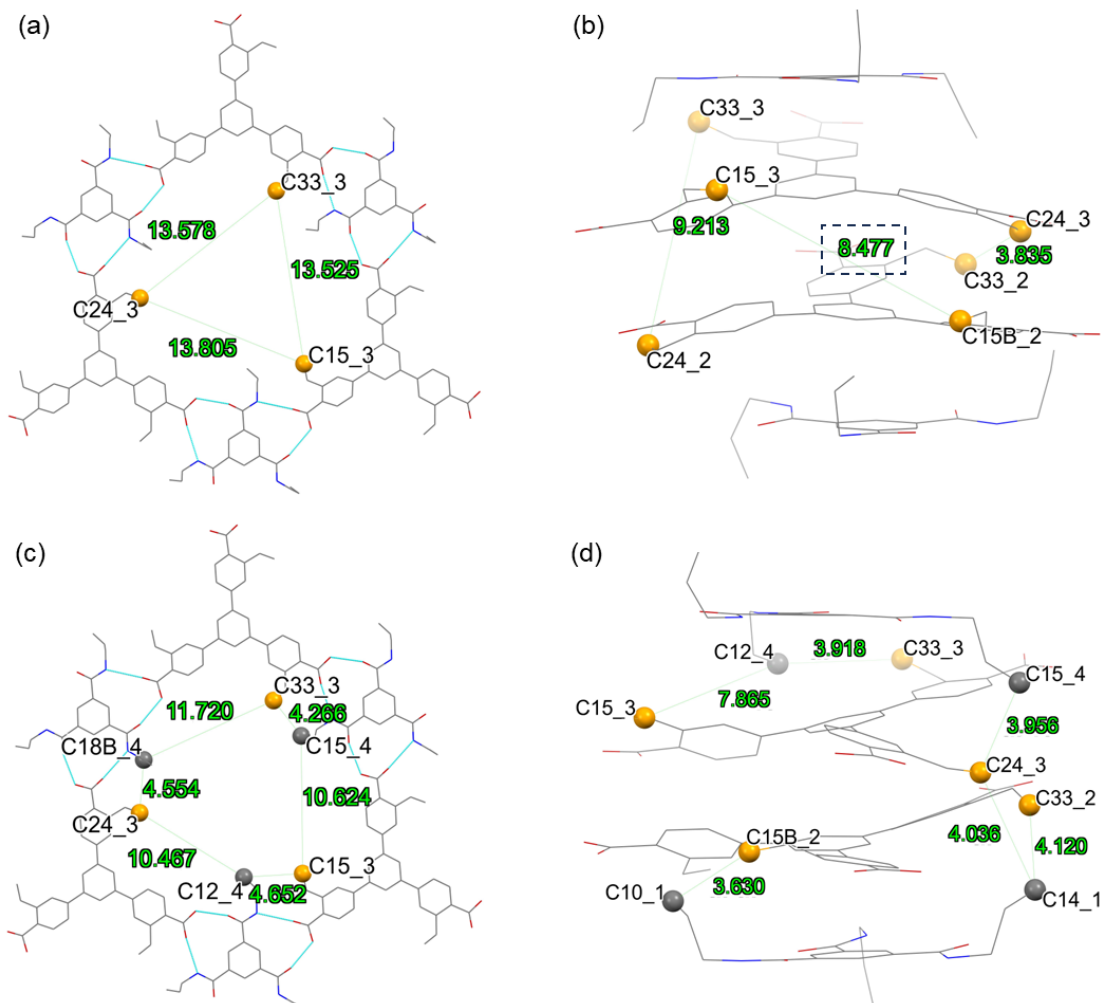 (a)
C33_3
13.578
13.525
C24_3
C15_3
13.805
(b)
C33_3
C15_3
C24_3
9.213
8.477
3.835
C33_2
C15B_2
C24_2
(c)
C33_3
11.720
4.266
C18B_4
C15_4
4.554
10.624
C24_3
10.467
C15_3
C12_4
4.652
(d)
C12_4
3.918
C33_3
C15_4
7.865
C15_3
3.956
C24_3
C33_2
C15B_2
4.036
4.120
C10_1
3.630
C14_1